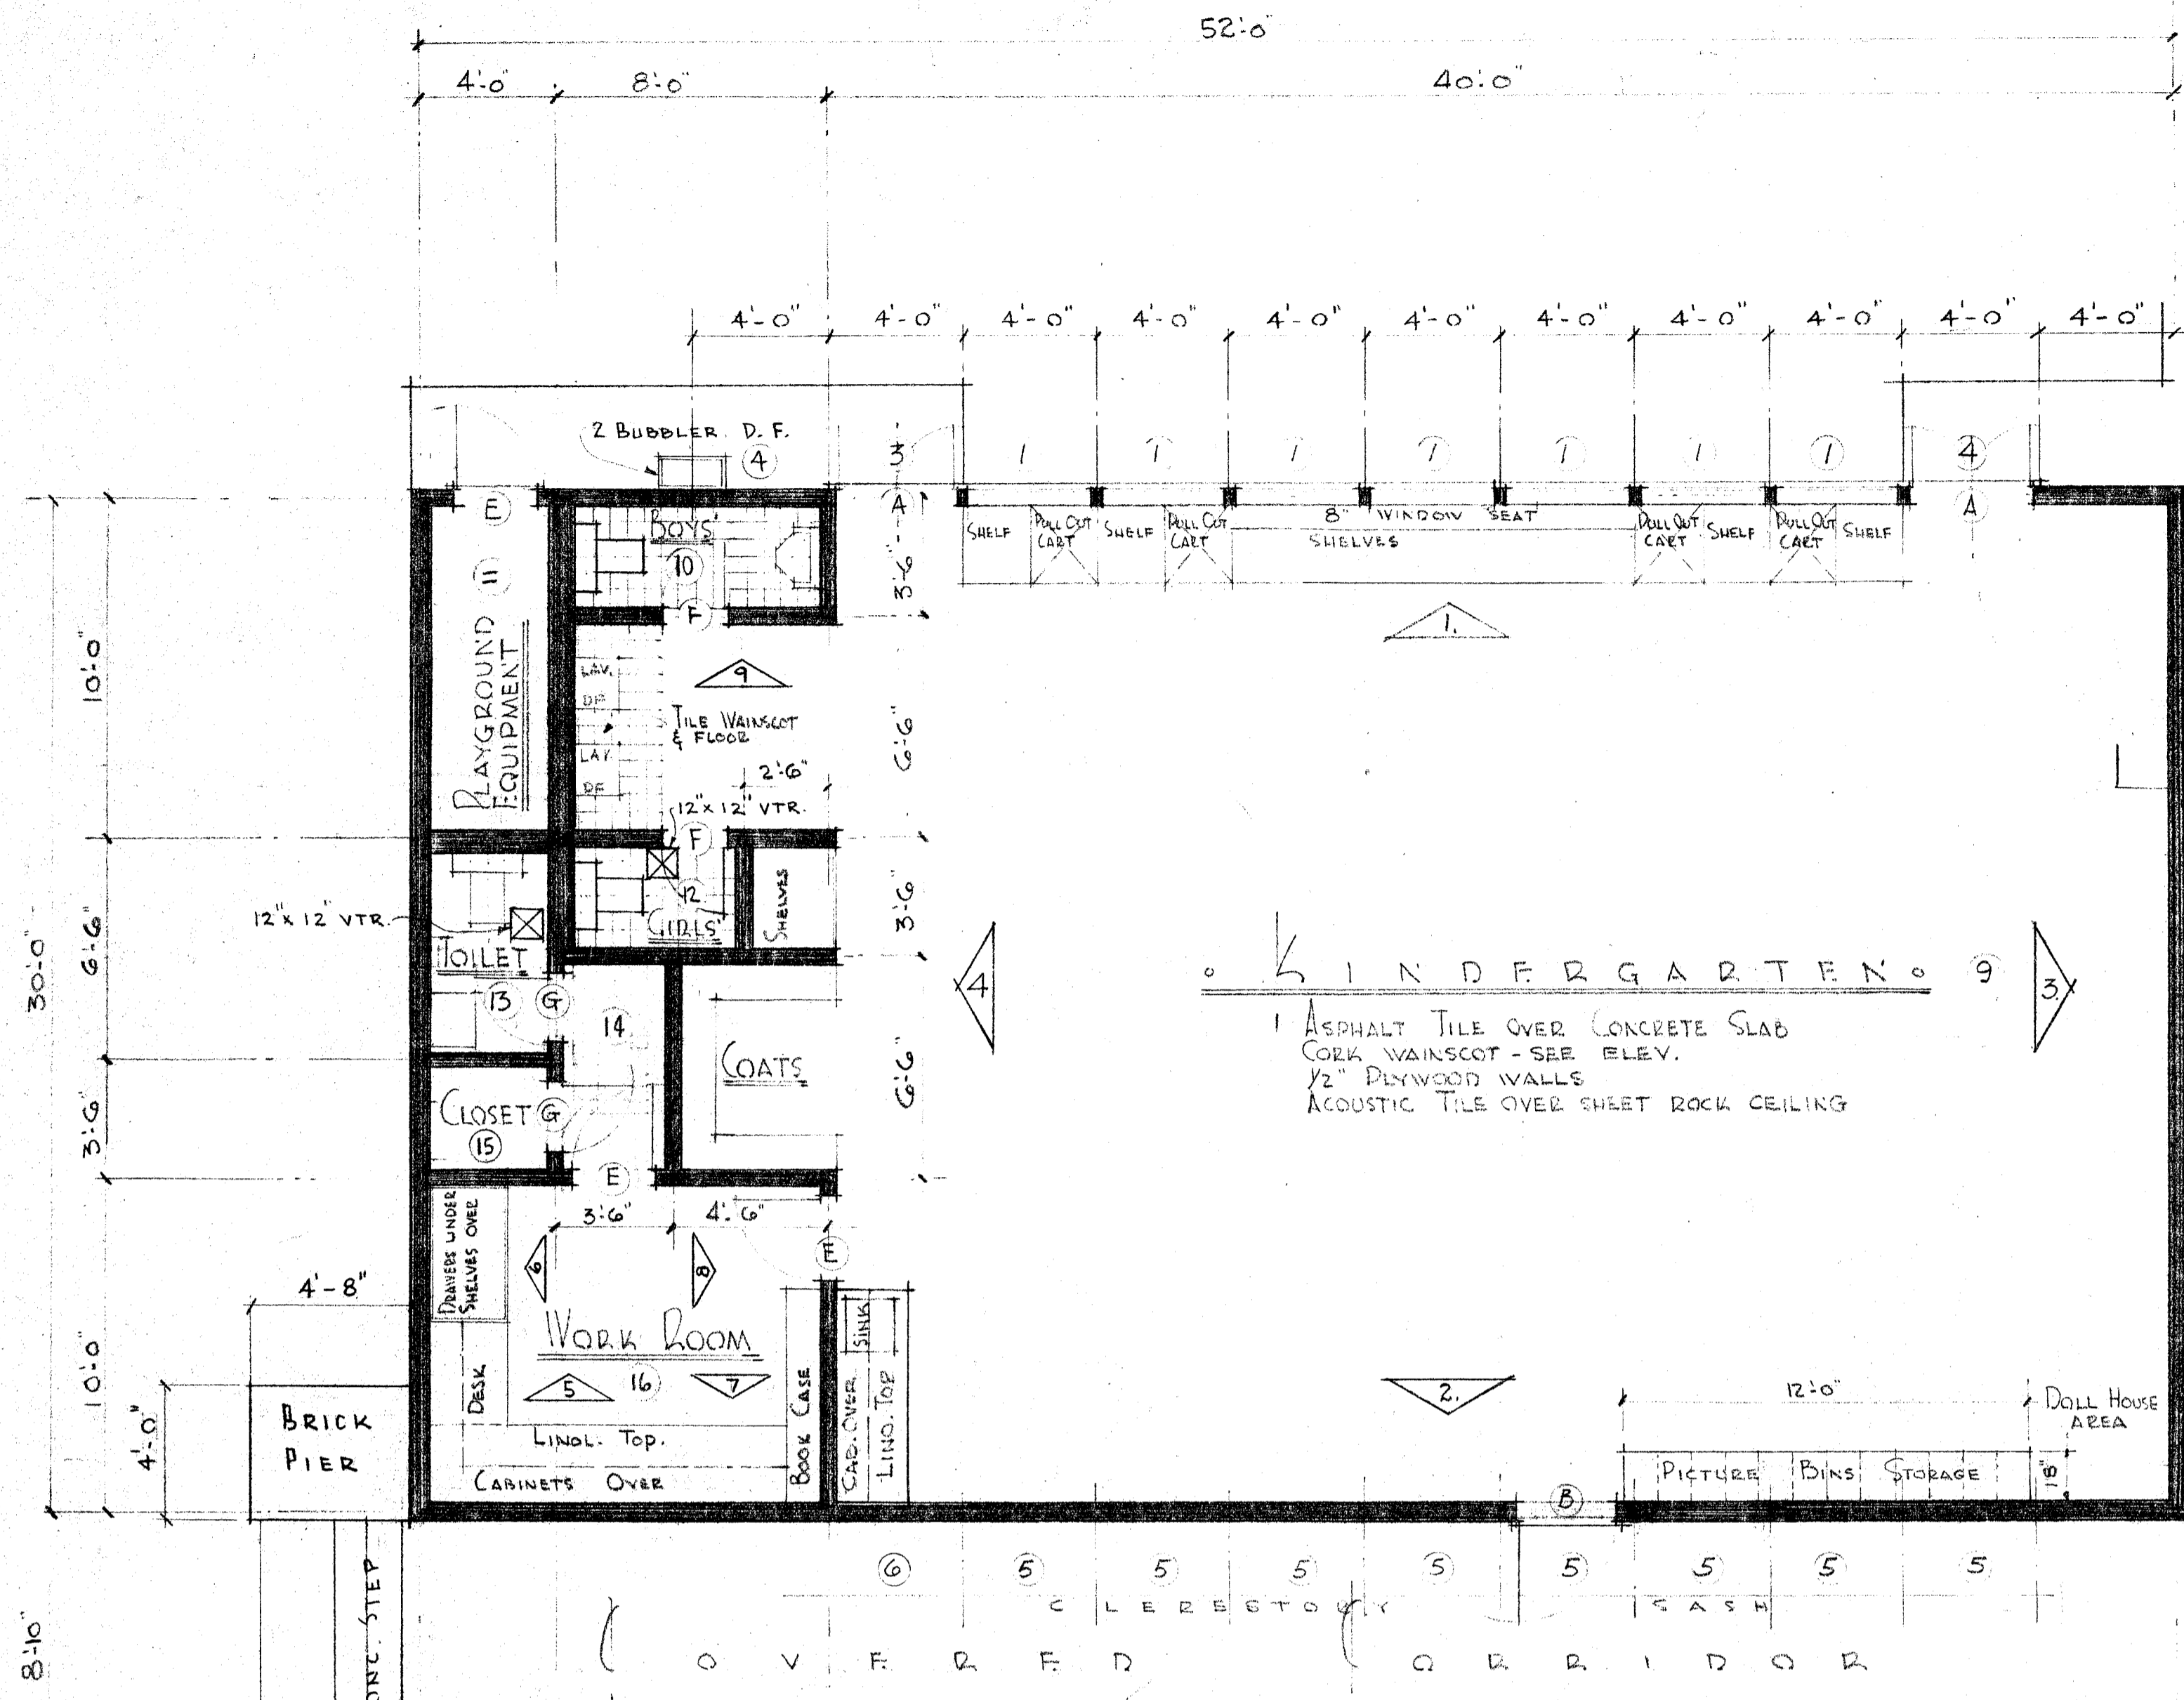 52'-0"
4'-0" 8'-0" 40'-0"
4'-0" 4'-0" 4'-0" 4'-0" 4'-0" 4'-0" 4'-0" 4'-0" 4'-0" 4'-0" 4'-0"
2 BUBBLER D.F.
4 3 1 1 1 1 1 1 1 4
E A A
SHELF PULL OUT CART SHELF PULL OUT CART
8" WINDOW SEAT
SHELVES
PULL OUT CART SHELF PULL OUT CART SHELF
BOYS'
10
3'-6"
F
1.
11
PLAYGROUND
EQUIPMENT
10'-0"
LAV.
DF
LAV.
DF
9
TILE WAINSCOT
& FLOOR
6'-6"
2'-6"
12"x 12" VTR.
F
12
GIRLS'
SHELVES
3'-6"
12"x 12" VTR.
TOILET
13 G
14
30'-0"
6'-6"
4
KINDERGARTEN 9
3.
ASPHALT TILE OVER CONCRETE SLAB
CORK WAINSCOT - SEE ELEV.
1/2" PLYWOOD WALLS
ACOUSTIC TILE OVER SHEET ROCK CEILING
COATS
6'-6"
3'-6"
CLOSET G
15
E
3'-6" 4'-6"
DRAWERS UNDER
SHELVES OVER
6 8
E
4'-8"
WORK ROOM
5 16 7
DESK
BOOK CASE
SINK
CAB. OVER
LINO. TOP
LINOL. TOP.
CABINETS OVER
10'-0"
4'-0"
BRICK
PIER
2.
12'-0"
DOLL HOUSE
AREA
PICTURE BINS STORAGE
18"
B
6 5 5 5 5 5 5 5 5
CLERESTORY SASH
8'-10"